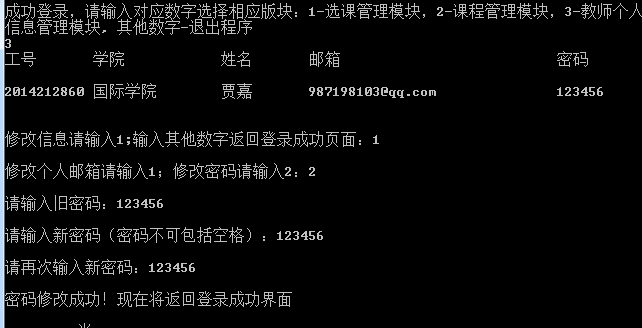 成功登录，请输入对应数字选择相应版块：1-选课管理模块，2-课程管理模块，3-教师个人
信息管理模块，其他数字-退出程序
3
工号 学院 姓名 邮箱 密码
2014212860 国际学院 贾嘉 987198103@qq.com 123456
修改信息请输入1;输入其他数字返回登录成功页面：1
修改个人邮箱请输入1；修改密码请输入2：2
请输入旧密码：123456
请输入新密码（密码不可包括空格）：123456
请再次输入新密码：123456
密码修改成功！现在将返回登录成功界面